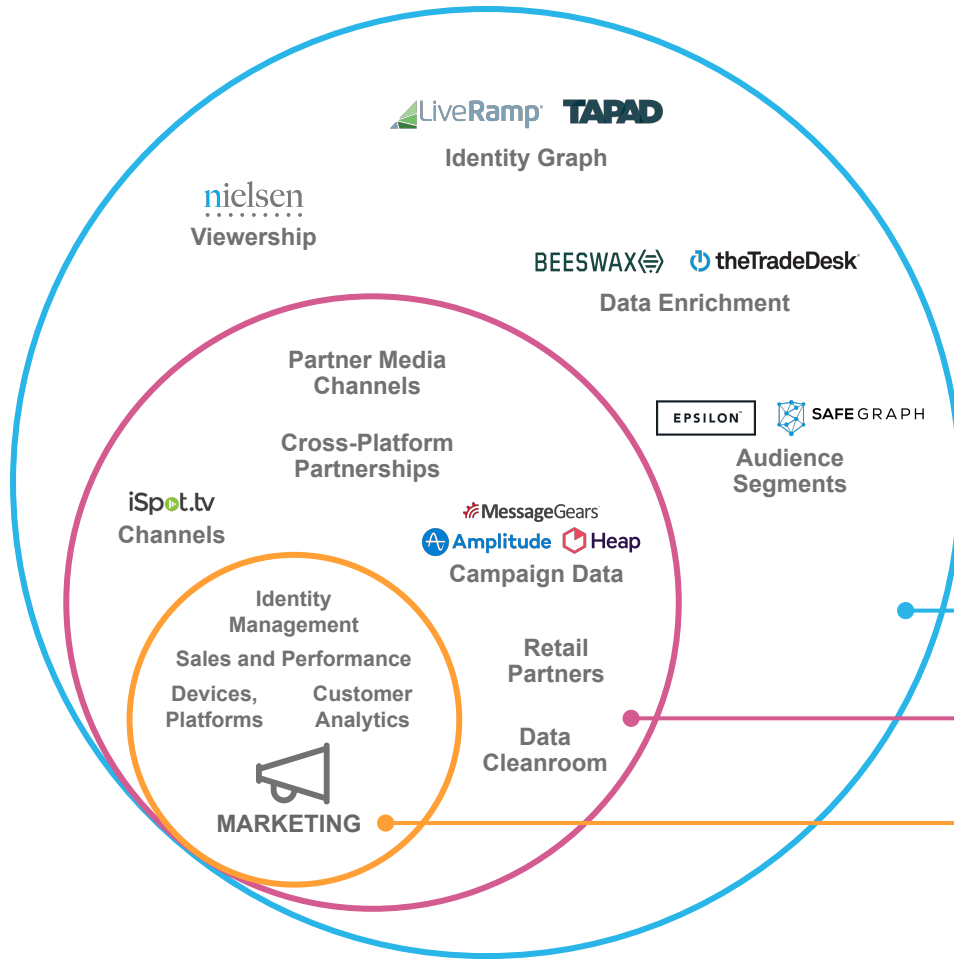 LiveRamp TAPAD
Identity Graph
nielsen
Viewership
BEESWAX theTradeDesk
Data Enrichment
Partner Media
Channels
Cross-Platform
Partnerships
EPSILON™ SAFEGRAPH
Audience
Segments
iSpot.tv
Channels
MessageGears
Amplitude Heap
Campaign Data
Identity
Management
Sales and Performance
Devices,
Platforms
Customer
Analytics
MARKETING
Retail
Partners
Data
Cleanroom